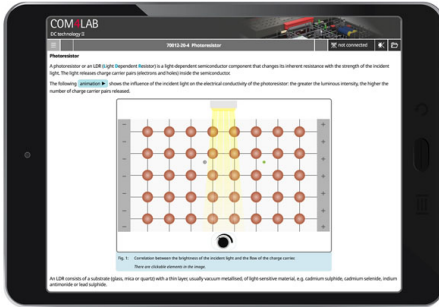 COM4LAB
DC technology II
70012-20-4 Photoresistor
not connected
Photoresistor
A photoresistor or an LDR (Light Dependent Resistor) is a light-dependent semiconductor component that changes its inherent resistance with the strength of the incident
light. The light releases charge carrier pairs (electrons and holes) inside the semiconductor.
The following animation shows the influence of the incident light on the electrical conductivity of the photoresistor: the greater the luminous intensity, the higher the
number of charge carrier pairs released.
Fig. 1: Correlation between the brightness of the incident light and the flow of the charge carrier.
There are clickable elements in the image.
An LDR consists of a substrate (glass, mica or quartz) with a thin layer, usually vacuum metallised, of light-sensitive material, e.g. cadmium sulphide, cadmium selenide, indium
antimonide or lead sulphide.